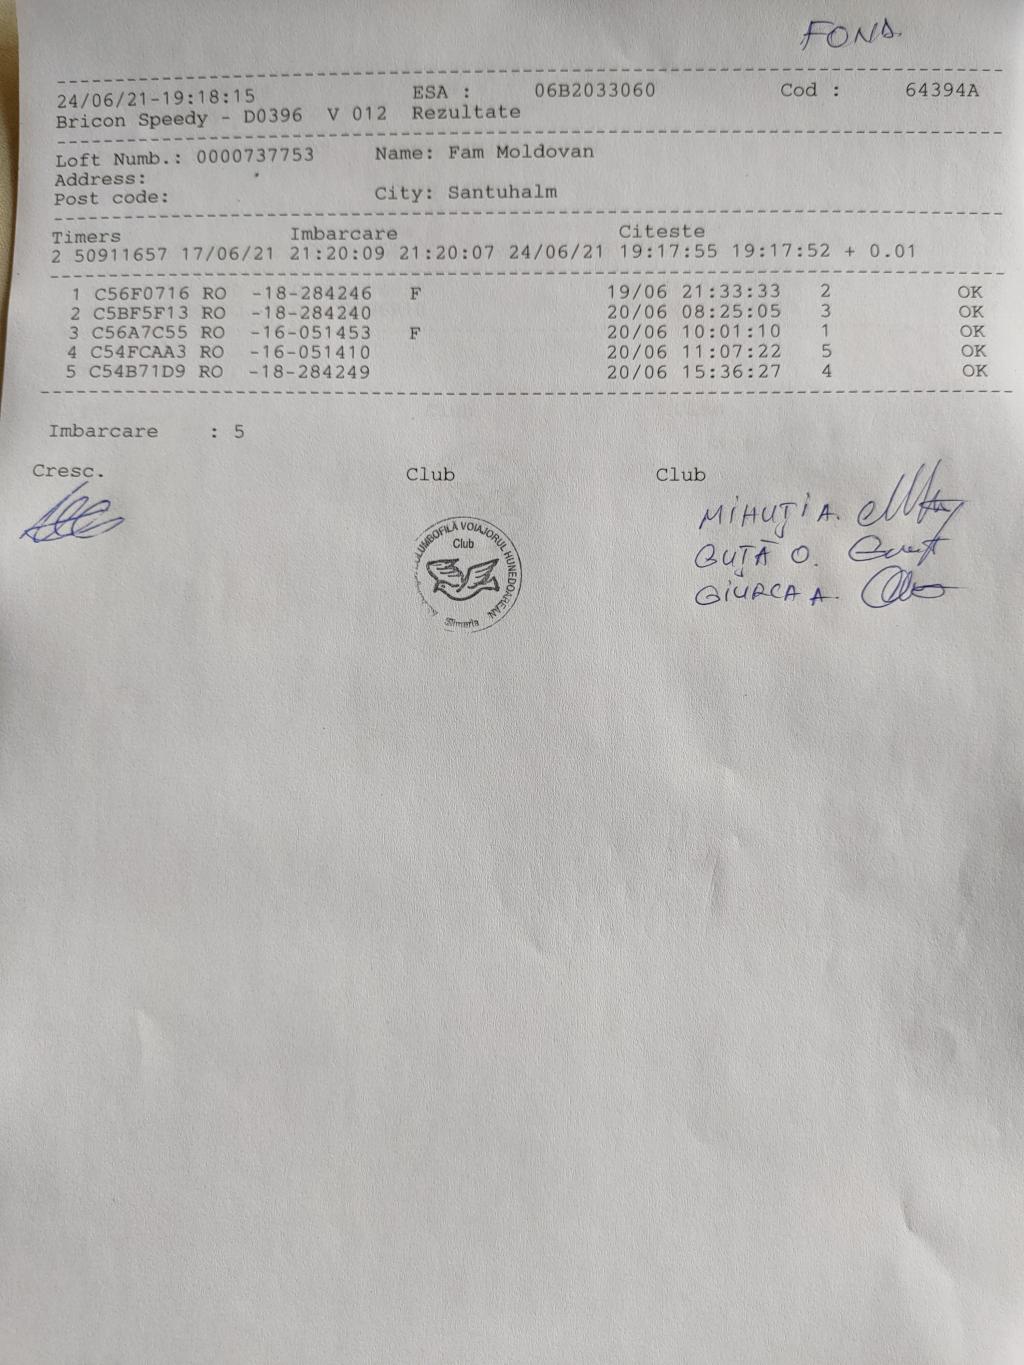 FOND.
24/06/21-19:18:15 ESA : 06B2033060 Cod : 64394A
Bricon Speedy - D0396 V 012 Rezultate
Loft Numb.: 0000737753 Name: Fam Moldovan
Address:
Post code: City: Santuhalm
Timers Imbarcare Citeste
2 50911657 17/06/21 21:20:09 21:20:07 24/06/21 19:17:55 19:17:52 + 0.01
1 C56F0716 RO -18-284246 F 19/06 21:33:33 2 OK
2 C5BF5F13 RO -18-284240 20/06 08:25:05 3 OK
3 C56A7C55 RO -16-051453 F 20/06 10:01:10 1 OK
4 C54FCAA3 RO -16-051410 20/06 11:07:22 5 OK
5 C54B71D9 RO -18-284249 20/06 15:36:27 4 OK
Imbarcare : 5
Cresc. Club Club
MIHUŢI A.
GUŢĂ O.
GIURCA A.
COLUMBOFILĂ VOIAJORUL HUNEDOREAN
Club
Simeria